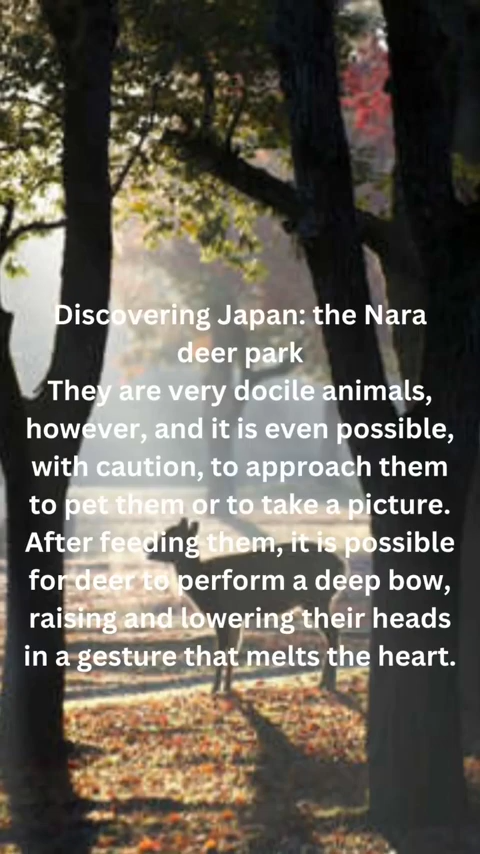 Discovering Japan: the Nara
deer park
They are very docile animals,
however, and it is even possible,
with caution, to approach them
to pet them or to take a picture.
After feeding them, it is possible
for deer to perform a deep bow,
raising and lowering their heads
in a gesture that melts the heart.